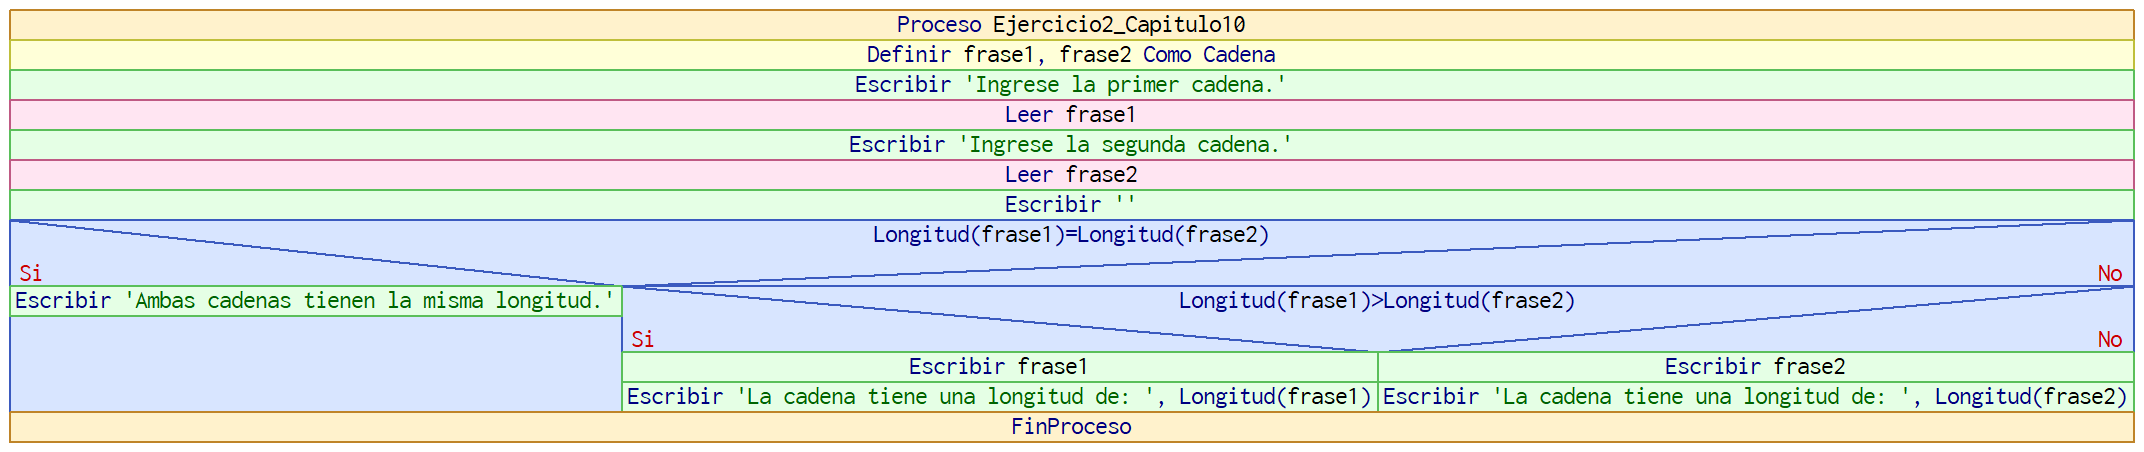 Proceso Ejercicio2_Capitulo10
Definir frase1, frase2 Como Cadena
Escribir 'Ingrese la primer cadena.'
Leer frase1
Escribir 'Ingrese la segunda cadena.'
Leer frase2
Escribir ''
Longitud(frase1)=Longitud(frase2)
Si
No
Escribir 'Ambas cadenas tienen la misma longitud.'
Longitud(frase1)>Longitud(frase2)
Si
No
Escribir frase1
Escribir frase2
Escribir 'La cadena tiene una longitud de: ', Longitud(frase1)
Escribir 'La cadena tiene una longitud de: ', Longitud(frase2)
FinProceso